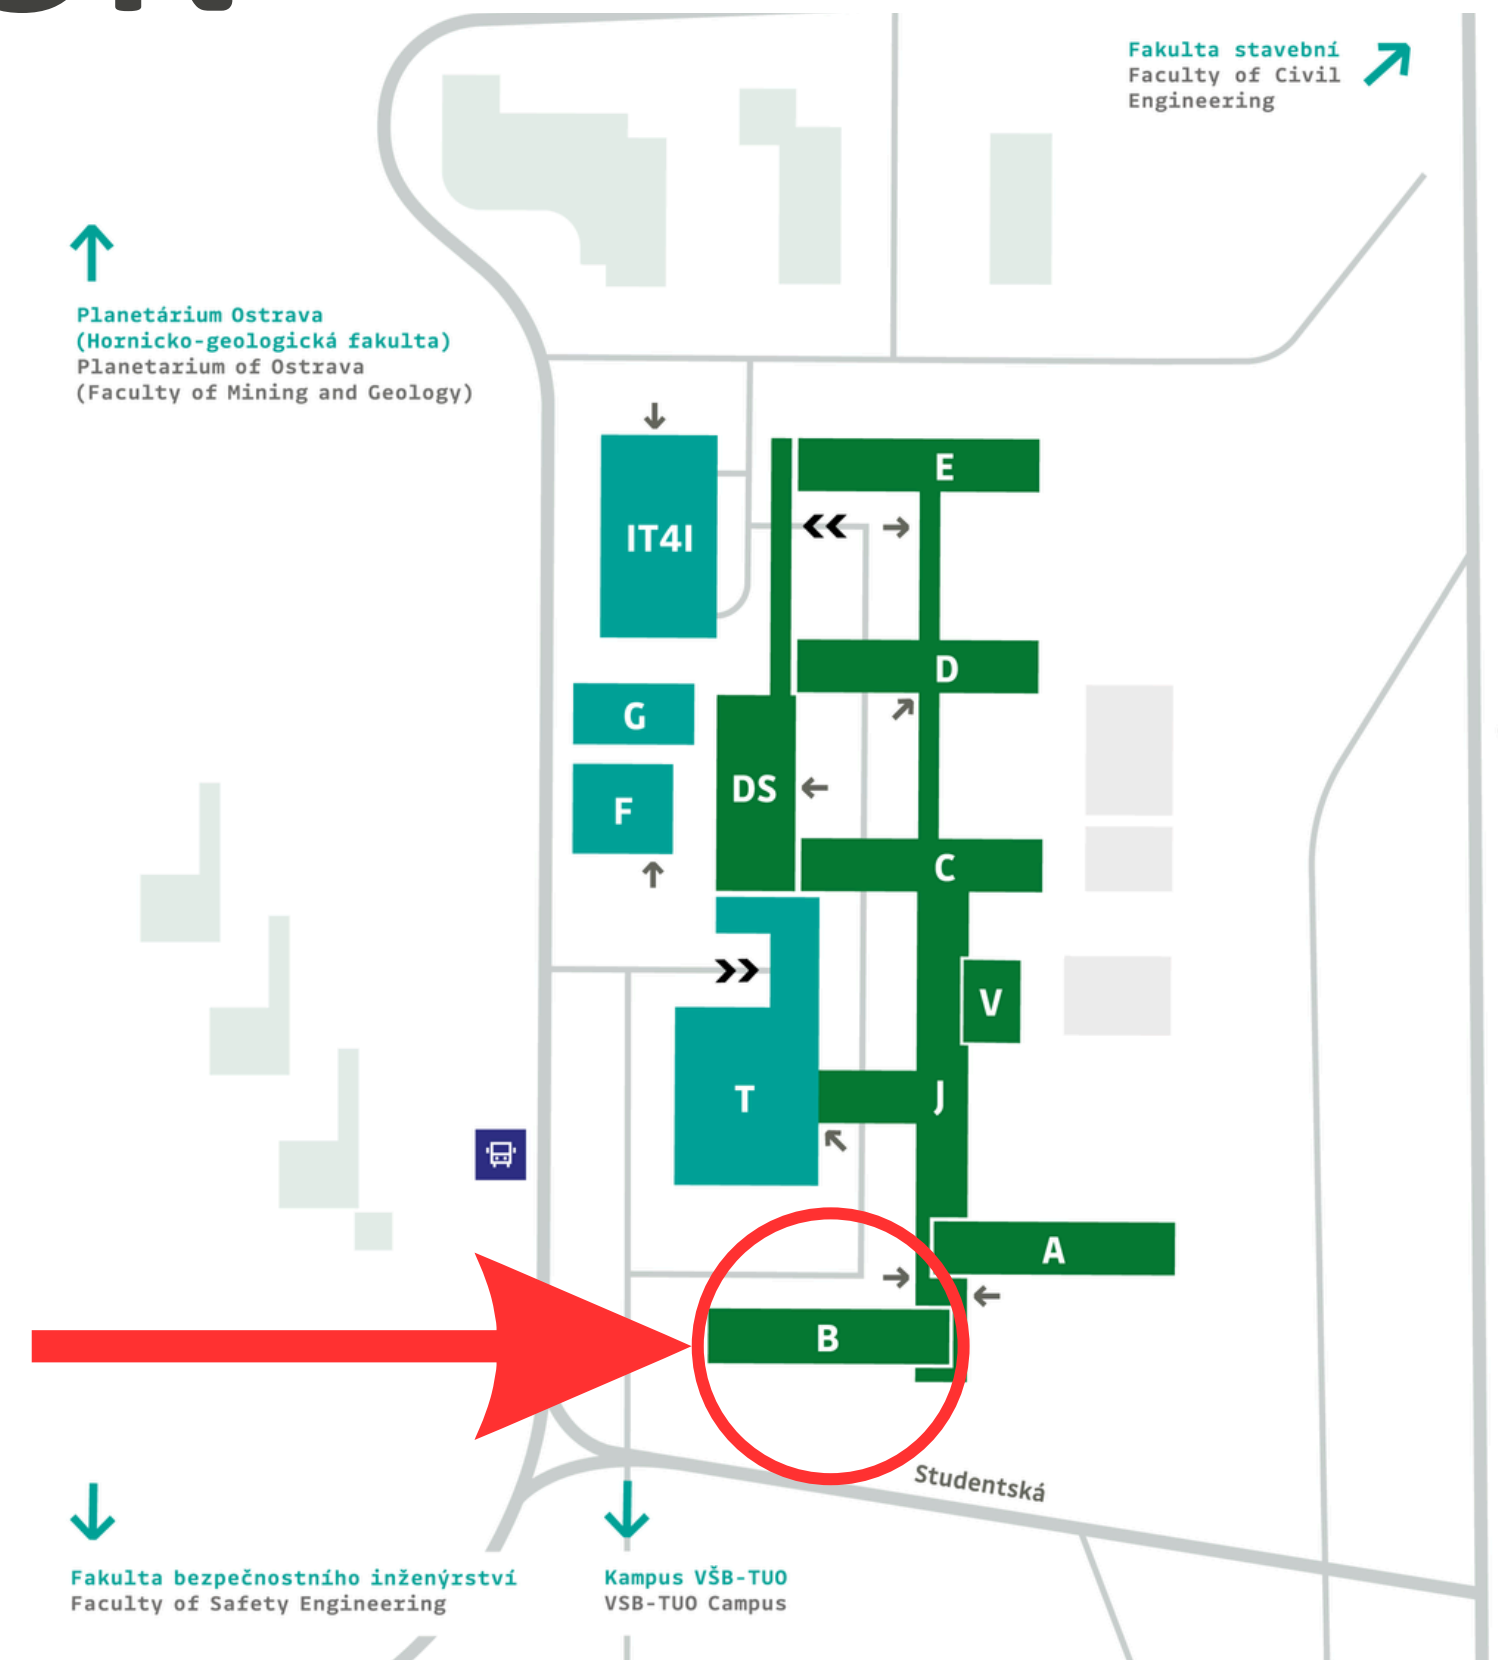 Fakulta stavební
Faculty of Civil
Engineering
Planetárium Ostrava
(Hornicko-geologická fakulta)
Planetarium of Ostrava
(Faculty of Mining and Geology)
E
IT4I
D
G
DS
F
C
V
T
J
A
B
Studentská
Fakulta bezpečnostního inženýrství
Faculty of Safety Engineering
Kampus VŠB-TUO
VSB-TUO Campus